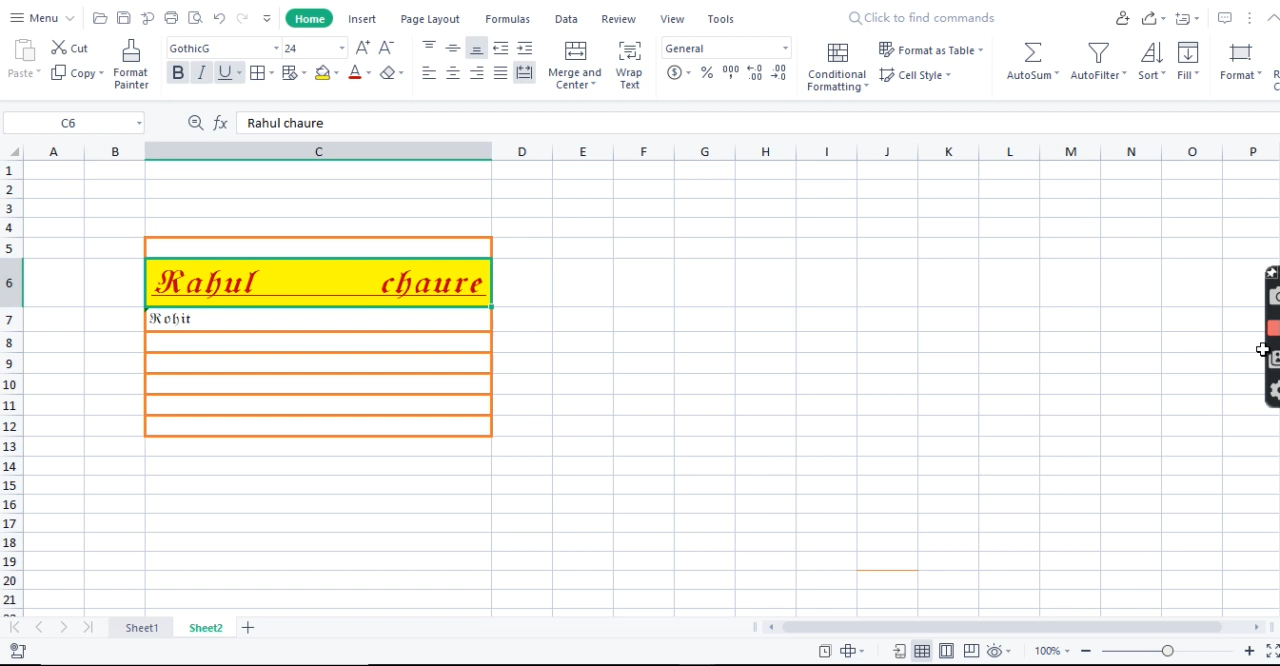 Menu Home Insert Page Layout Formulas Data Review View Tools Click to find commands
Paste Cut Copy Format Painter GothicG 24 A+ A- B I U A Merge and Center Wrap Text General % 000 Conditional Formatting Format as Table Cell Style AutoSum AutoFilter Sort Fill Format
C6 fx Rahul chaure
A B C D E F G H I J K L M N O P
1
2
3
4
5
6 Rahul chaure
7 Rohit
8
9
10
11
12
13
14
15
16
17
18
19
20
21
Sheet1 Sheet2
100%